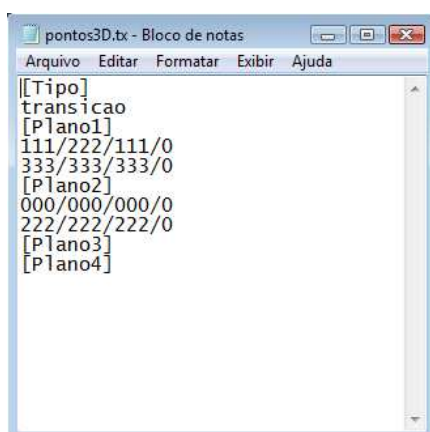 pontos3D.tx - Bloco de notas
Arquivo Editar Formatar Exibir Ajuda
[Tipo]
transicao
[Plano1]
111/222/111/0
333/333/333/0
[Plano2]
000/000/000/0
222/222/222/0
[Plano3]
[Plano4]